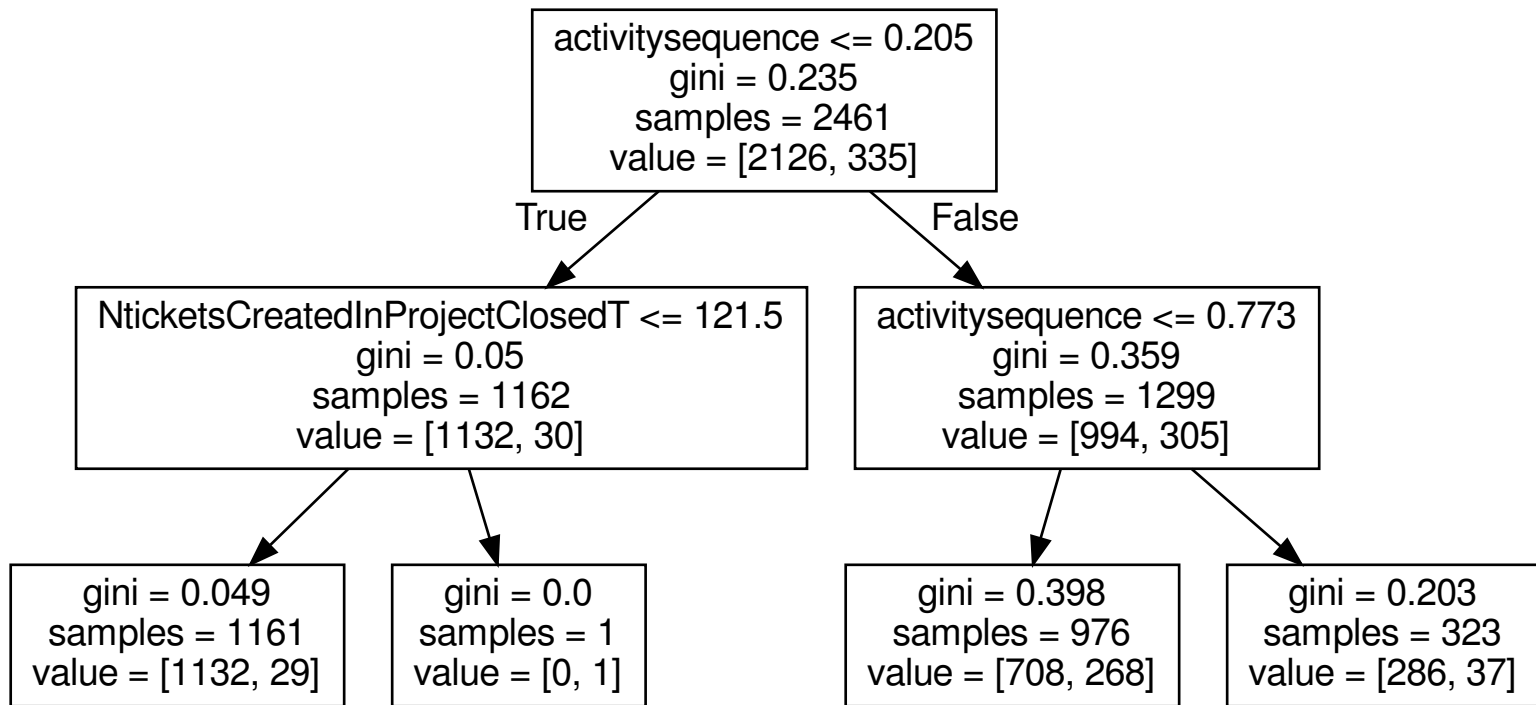 activitysequence <= 0.205
gini = 0.235
samples = 2461
value = [2126, 335]
True
False
NticketsCreatedInProjectClosedT <= 121.5
gini = 0.05
samples = 1162
value = [1132, 30]
activitysequence <= 0.773
gini = 0.359
samples = 1299
value = [994, 305]
gini = 0.049
samples = 1161
value = [1132, 29]
gini = 0.0
samples = 1
value = [0, 1]
gini = 0.398
samples = 976
value = [708, 268]
gini = 0.203
samples = 323
value = [286, 37]